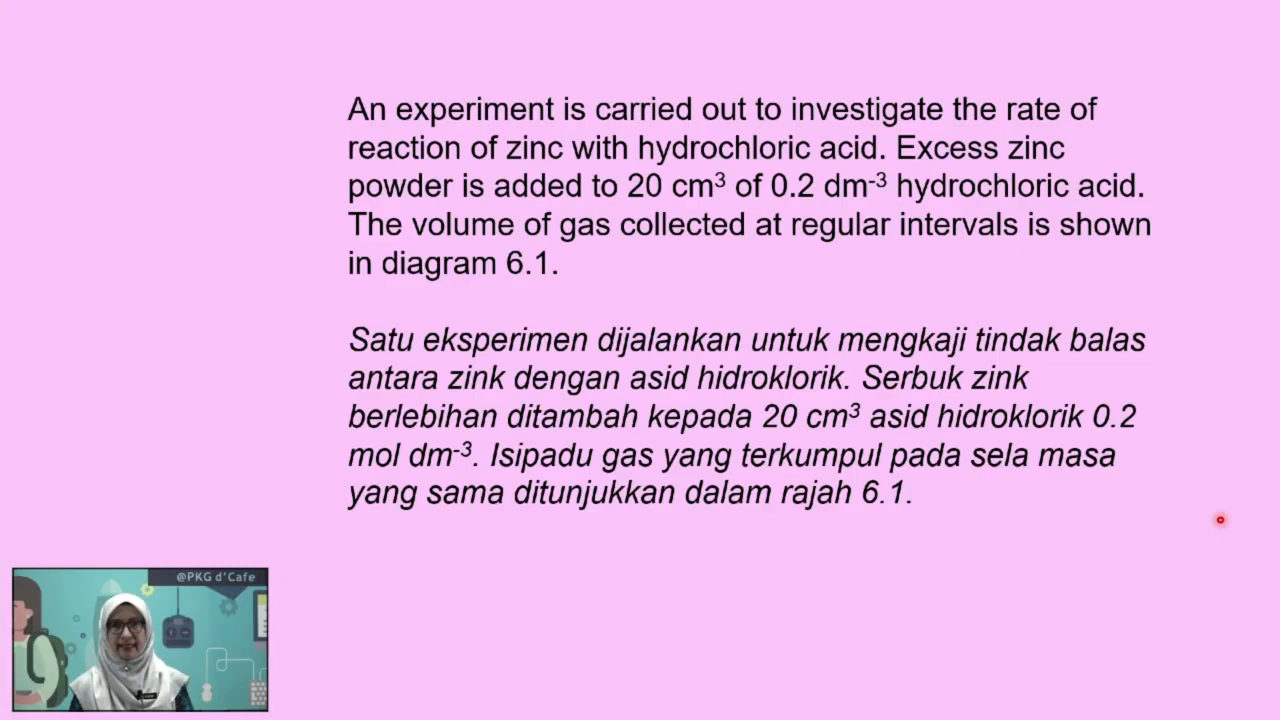 An experiment is carried out to investigate the rate of
reaction of zinc with hydrochloric acid. Excess zinc
powder is added to 20 cm³ of 0.2 dm⁻³ hydrochloric acid.
The volume of gas collected at regular intervals is shown
in diagram 6.1.
Satu eksperimen dijalankan untuk mengkaji tindak balas
antara zink dengan asid hidroklorik. Serbuk zink
berlebihan ditambah kepada 20 cm³ asid hidroklorik 0.2
mol dm⁻³. Isipadu gas yang terkumpul pada sela masa
yang sama ditunjukkan dalam rajah 6.1.
@PKG d'Cafe